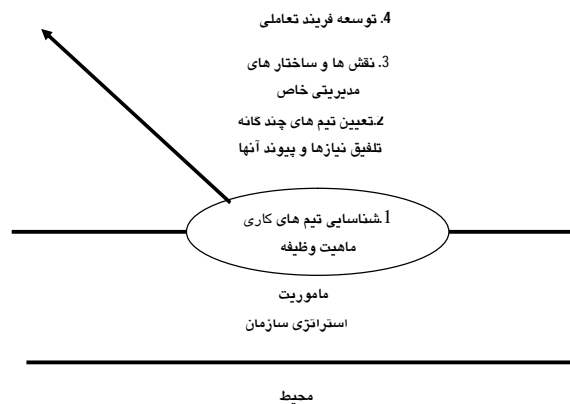 4. توسعه فریند تعاملی
3. نقش ها و ساختار های
مدیریتی خاص
2.تعیین تیم های چند گانه
تلفیق نیازها و پیوند آنها
1.شناسایی تیم های کاری
ماهیت وظیفه
ماموریت
استراتژی سازمان
محیط